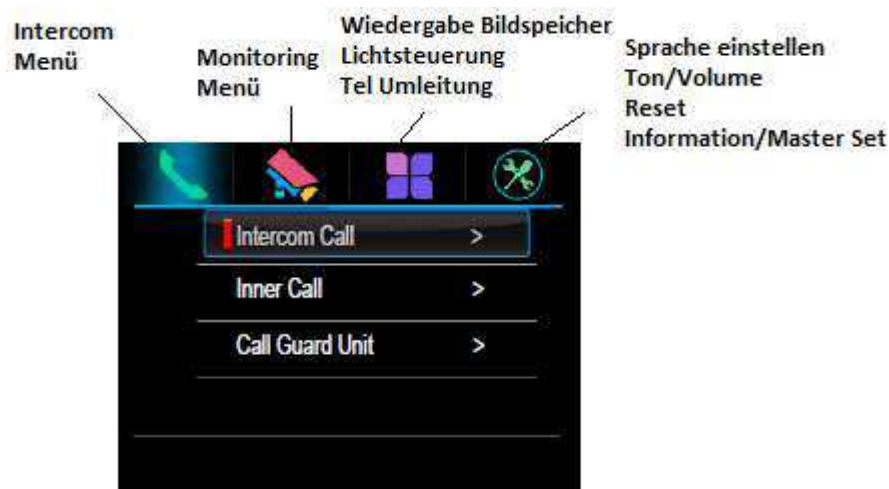 Intercom
Menü
Monitoring
Menü
Wiedergabe Bildspeicher
Lichtsteuerung
Tel Umleitung
Sprache einstellen
Ton/Volume
Reset
Information/Master Set
Intercom Call >
Inner Call >
Call Guard Unit >